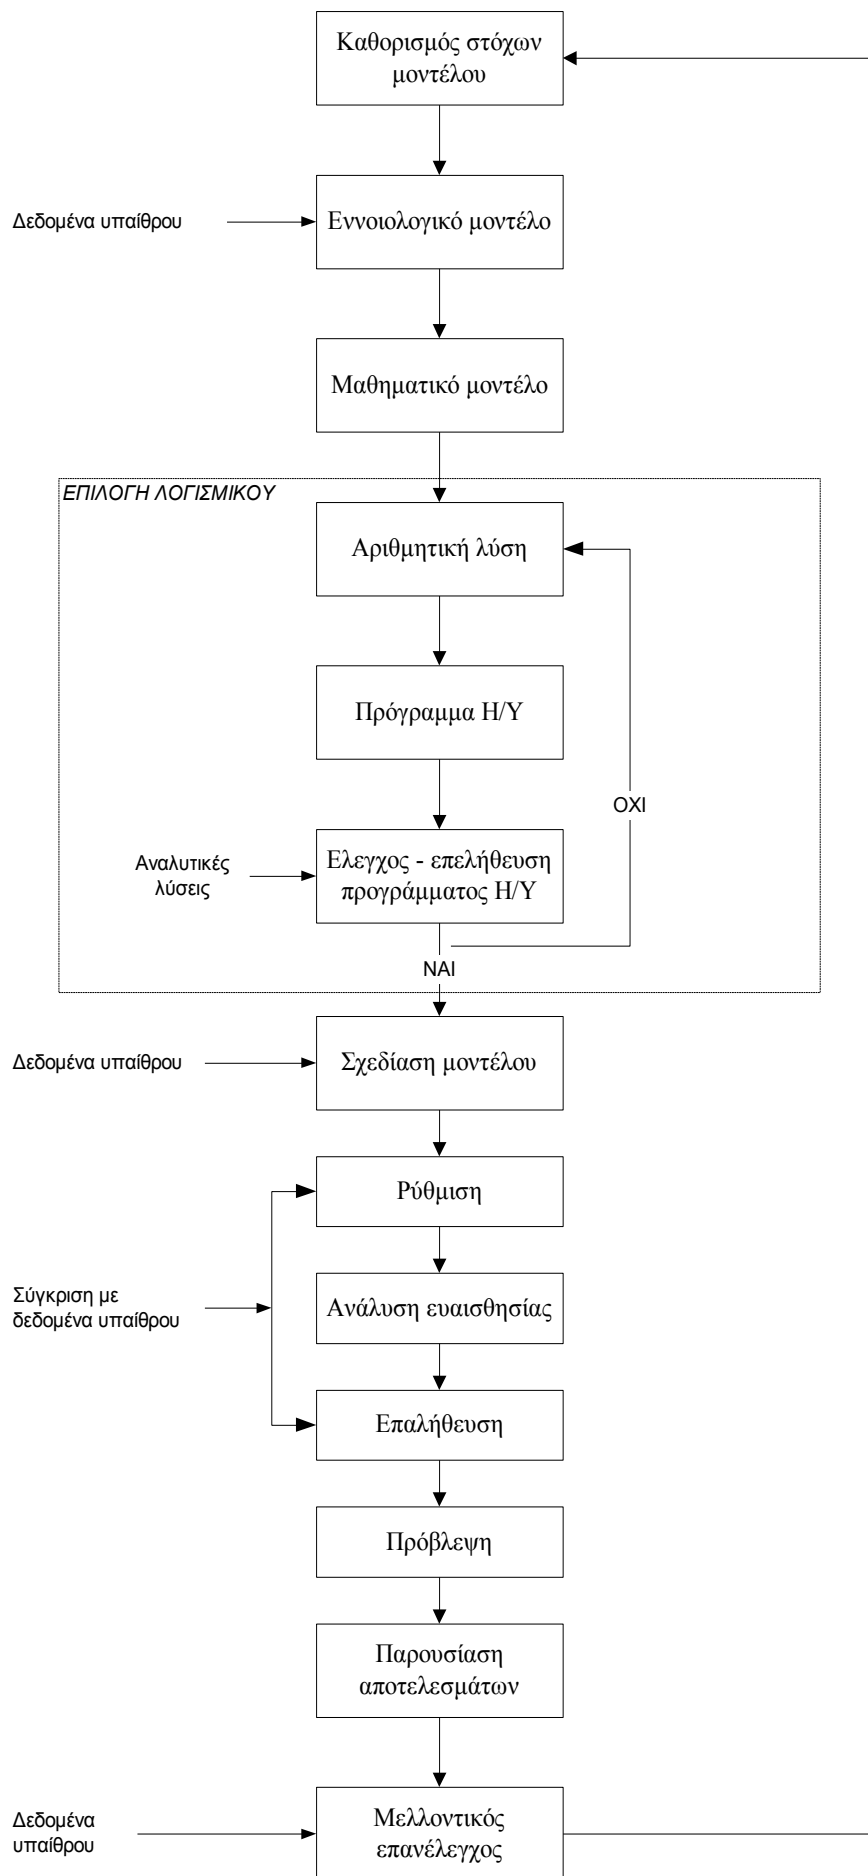 Καθορισμός στόχων
μοντέλου
Δεδομένα υπαίθρου
Εννοιολογικό μοντέλο
Μαθηματικό μοντέλο
ΕΠΙΛΟΓΗ ΛΟΓΙΣΜΙΚΟΥ
Αριθμητική λύση
Πρόγραμμα Η/Υ
ΟΧΙ
Αναλυτικές
λύσεις
Ελεγχος - επελήθευση
προγράμματος Η/Υ
ΝΑΙ
Δεδομένα υπαίθρου
Σχεδίαση μοντέλου
Ρύθμιση
Σύγκριση με
δεδομένα υπαίθρου
Ανάλυση ευαισθησίας
Επαλήθευση
Πρόβλεψη
Παρουσίαση
αποτελεσμάτων
Δεδομένα
υπαίθρου
Μελλοντικός
επανέλεγχος